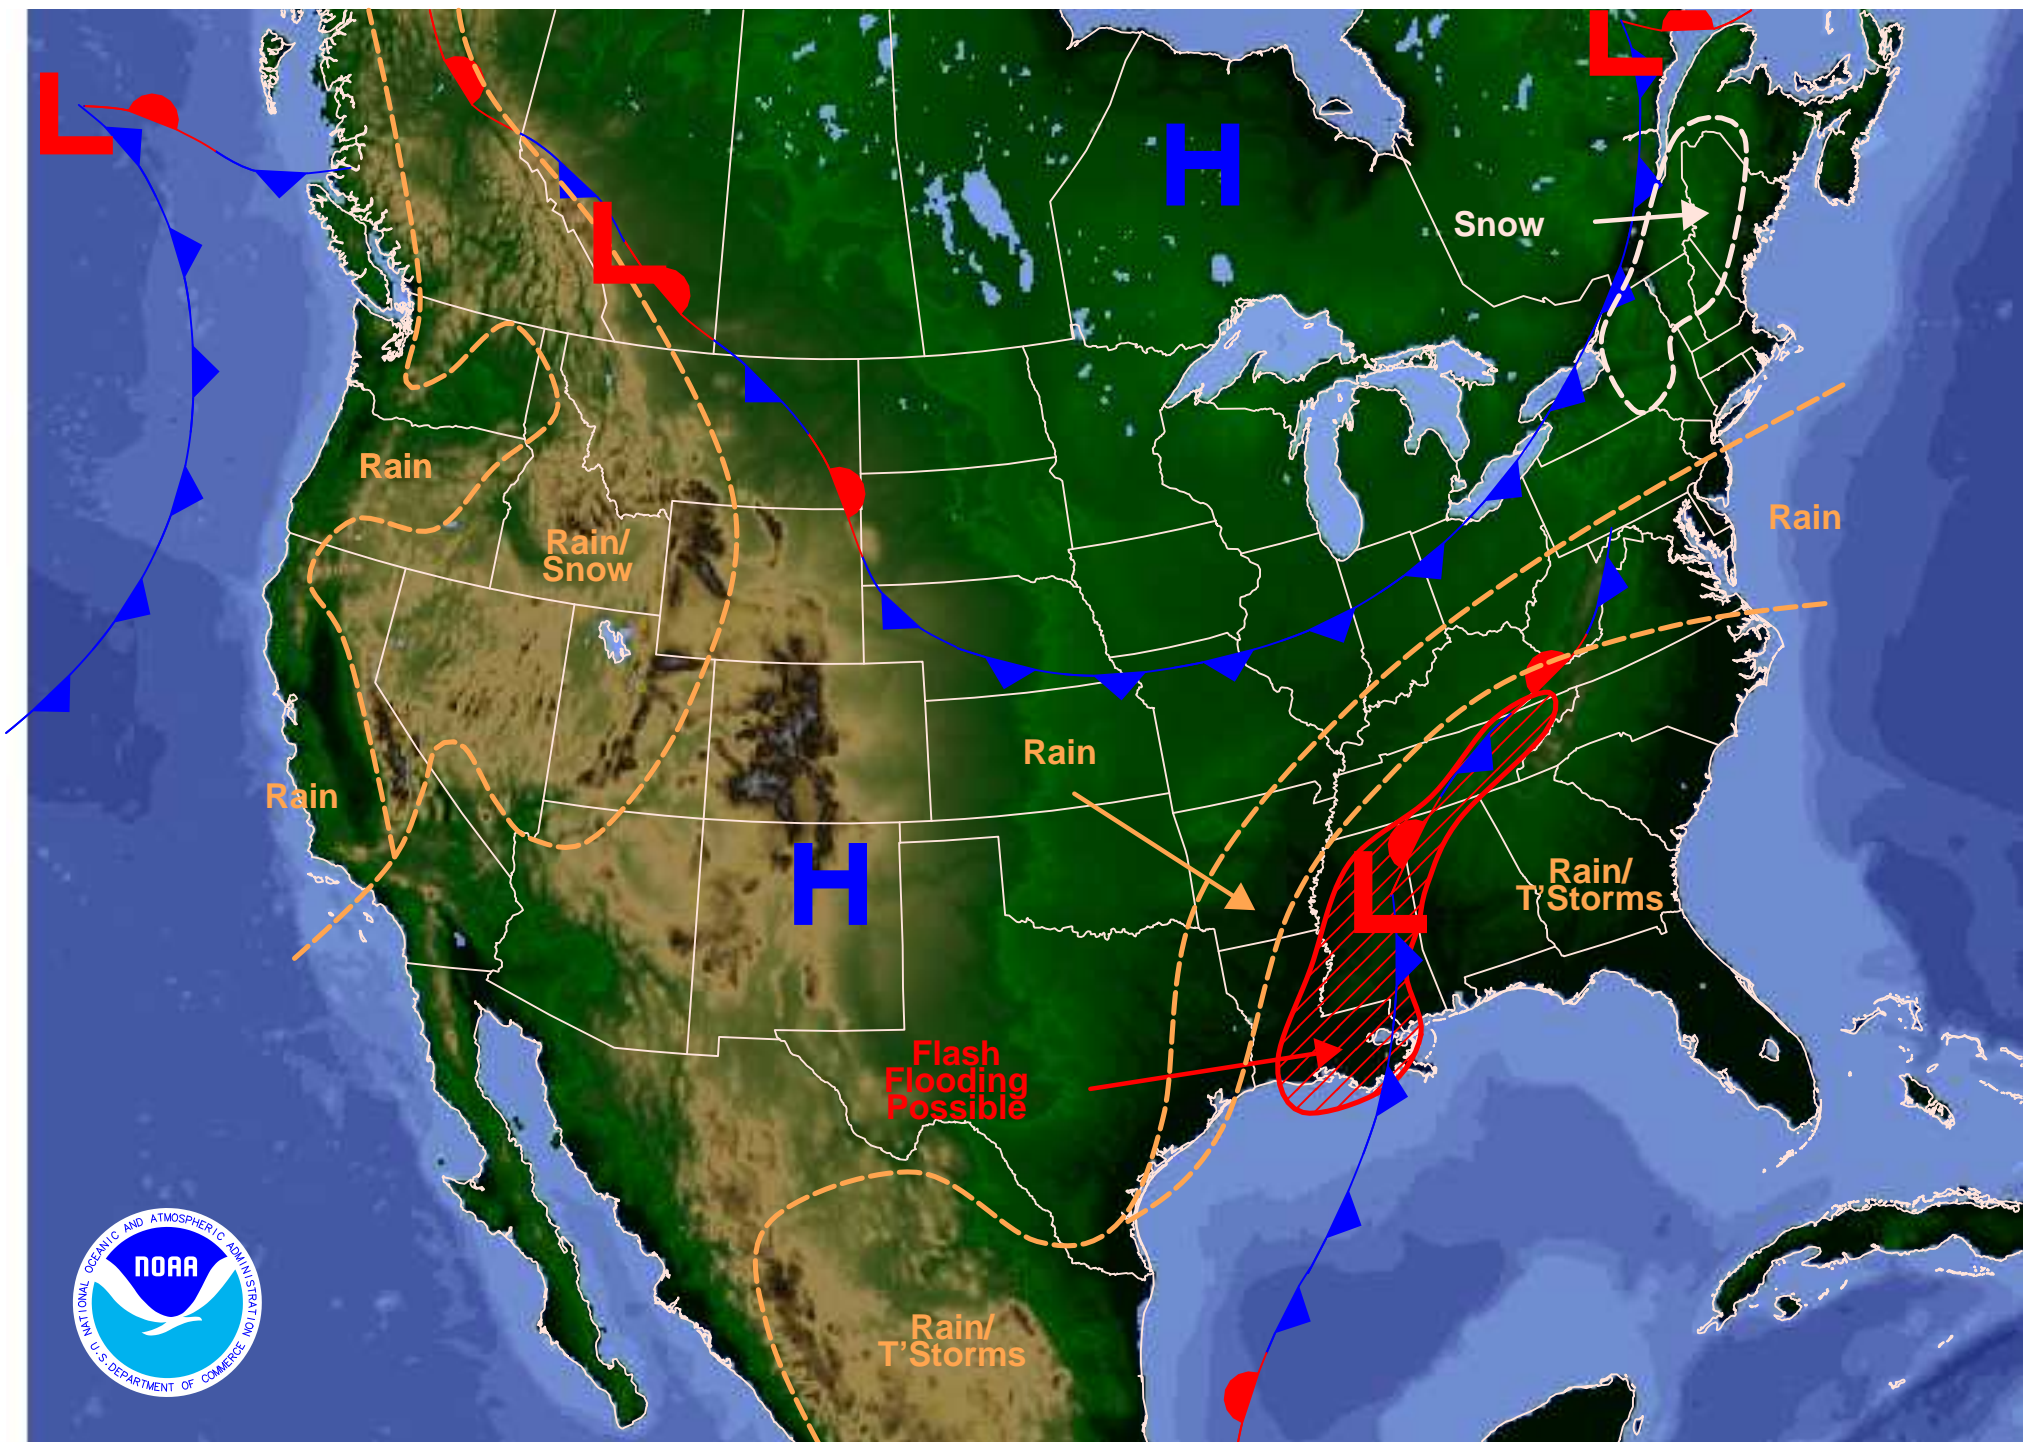 L
L
H
L
Snow
Rain
Rain/
Snow
Rain
Rain
Rain
H
L
Rain/
T'Storms
Flash
Flooding
Possible
Rain/
T'Storms
NATIONAL OCEANIC AND ATMOSPHERIC ADMINISTRATION
NOAA
U.S. DEPARTMENT OF COMMERCE